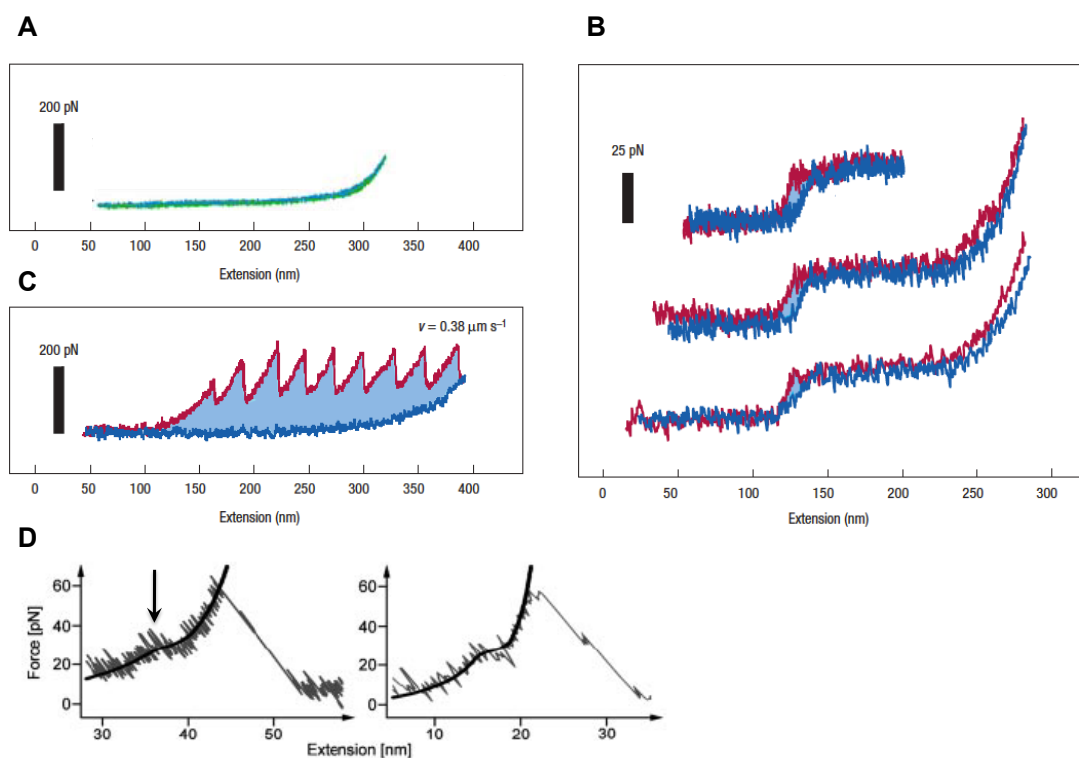 A
200 pN
0 50 100 150 200 250 300 350 400
Extension (nm)
B
25 pN
0 50 100 150 200 250 300
Extension (nm)
C
v = 0.38 μm s⁻¹
200 pN
0 50 100 150 200 250 300 350 400
Extension (nm)
D
Force [pN]
60
40
20
0
30 40 50
60
40
20
0
10 20 30
Extension [nm]